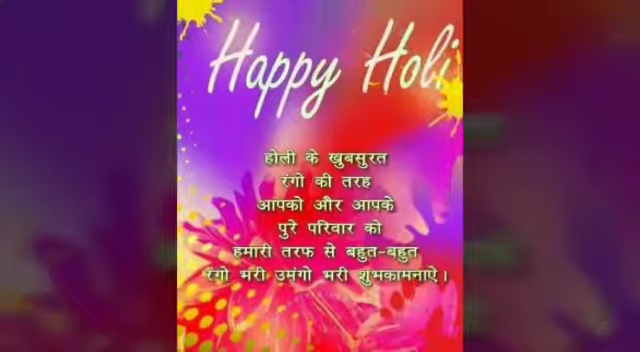 Happy Holi
होली के खुबसुरत
रंगो की तरह
आपको और आपके
पुरे परिवार को
हमारी तरफ से बहुत-बहुत
रंगो भरी उमंगो भरी शुभकामनाऐ।